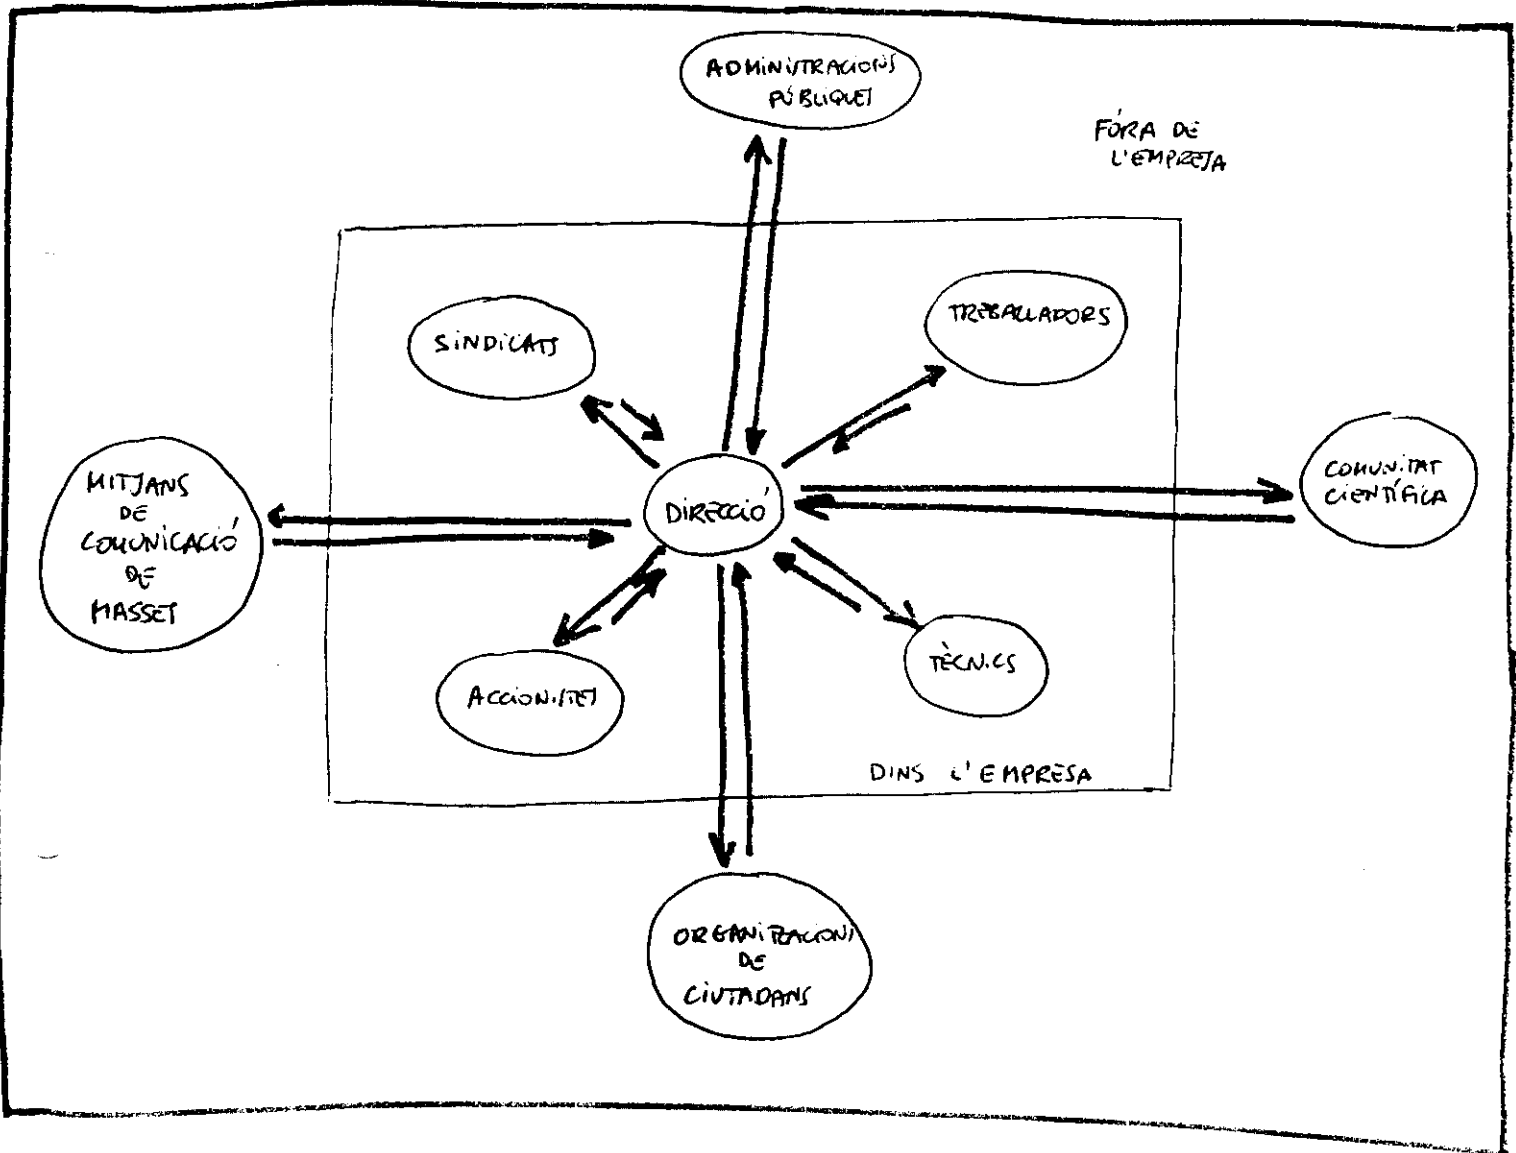 ADMINISTRACIONS
PÚBLIQUES
FÓRA DE
L'EMPRESA
SINDICATS
TREBALLADORS
MITJANS
DE
COMUNICACIÓ
DE
MASSES
DIRECCIÓ
COMUNITAT
CIENTÍFICA
ACCIONISTES
TÈCNICS
DINS L'EMPRESA
ORGANITZACIONS
DE
CIUTADANS